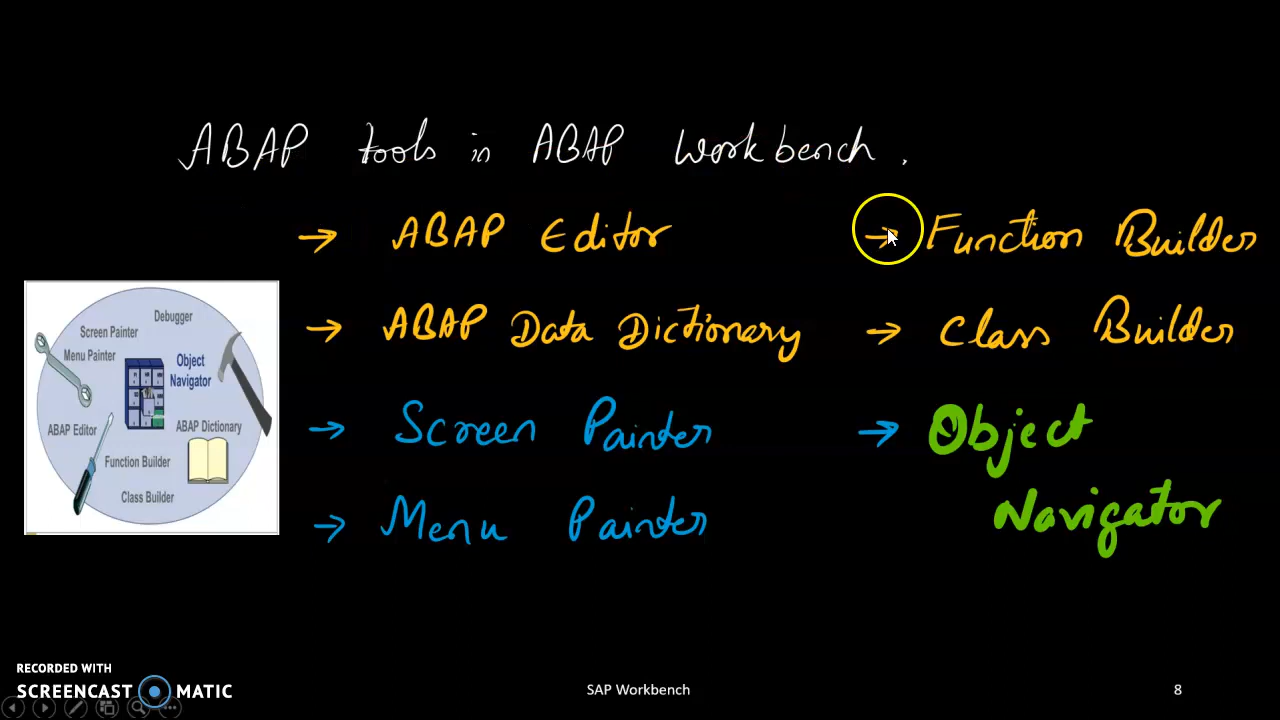 ABAP tools in ABAP Workbench.
→ ABAP Editor
→ ABAP Data Dictionary
→ Screen Painter
→ Menu Painter
→ Function Builder
→ Class Builder
→ Object
Navigator
Debugger
Screen Painter
Menu Painter
Object
Navigator
ABAP Editor
ABAP Dictionary
Function Builder
Class Builder
RECORDED WITH
SCREENCAST MATIC
SAP Workbench
8